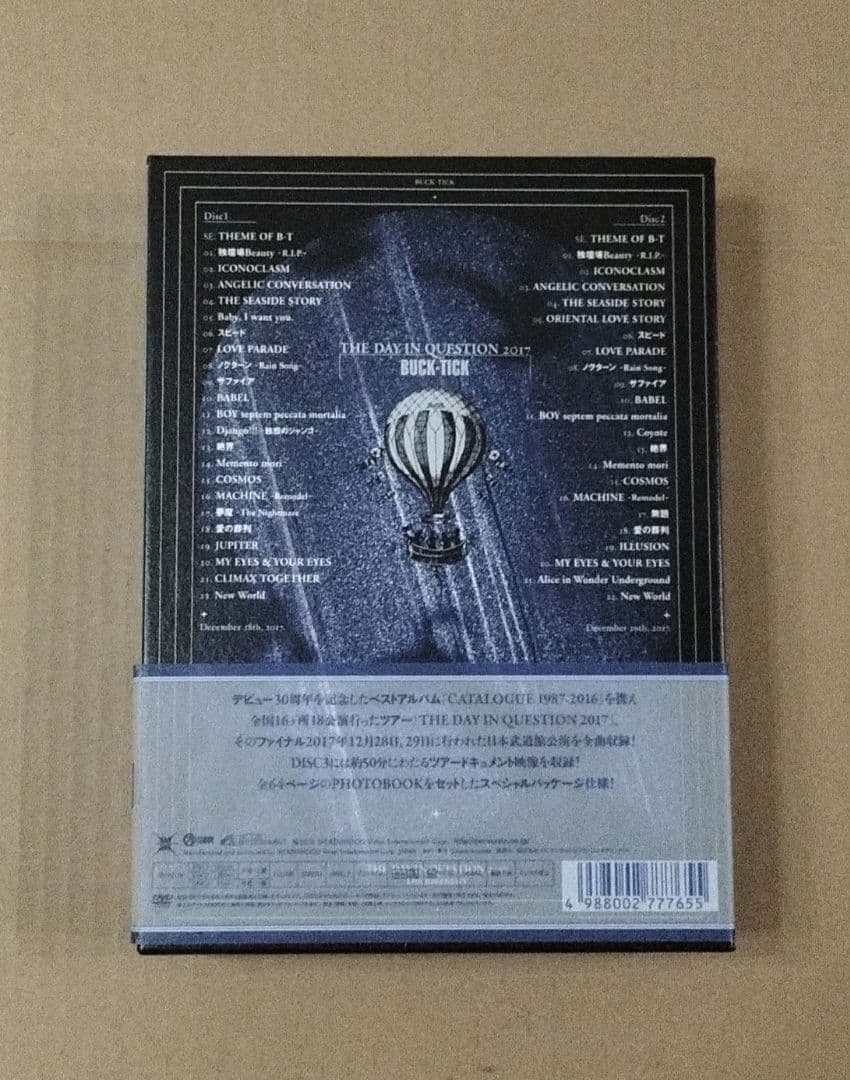 BUCK-TICK
Disc1
SE. THEME OF B-T
01. 独壇場Beauty -R.I.P.-
02. ICONOCLASM
03. ANGELIC CONVERSATION
04. THE SEASIDE STORY
05. Baby, I want you.
06. スピード
07. LOVE PARADE
08. ノクターン -Rain Song-
09. サファイア
10. BABEL
11. BOY septem peccata mortalia
12. Django!!! -眩惑のジャンゴ-
13. 絶界
14. Memento mori
15. COSMOS
16. MACHINE -Remodel-
17. 夢魔 -The Nightmare
18. 愛の葬列
19. JUPITER
20. MY EYES & YOUR EYES
21. CLIMAX TOGETHER
22. New World
December 28th, 2017.
THE DAY IN QUESTION 2017
BUCK-TICK
Disc2
SE. THEME OF B-T
01. 独壇場Beauty -R.I.P.-
02. ICONOCLASM
03. ANGELIC CONVERSATION
04. THE SEASIDE STORY
05. ORIENTAL LOVE STORY
06. スピード
07. LOVE PARADE
08. ノクターン -Rain Song-
09. サファイア
10. BABEL
11. BOY septem peccata mortalia
12. Coyote
13. 絶界
14. Memento mori
15. COSMOS
16. MACHINE -Remodel-
17. 無題
18. 愛の葬列
19. ILLUSION
20. MY EYES & YOUR EYES
21. Alice in Wonder Underground
22. New World
December 29th, 2017.
デビュー30周年を記念したベストアルバム「CATALOGUE 1987-2016」を携え
全国16ヶ所18公演行ったツアー「THE DAY IN QUESTION 2017」。
そのファイナル2017年12月28日、29日に行われた日本武道館公演を全曲収録!
DISC3には約50分にわたるツアードキュメント映像を収録!
全64ページのPHOTOBOOKをセットしたスペシャルパッケージ仕様!
THE DAY IN QUESTION
DVD
4 988002 777655